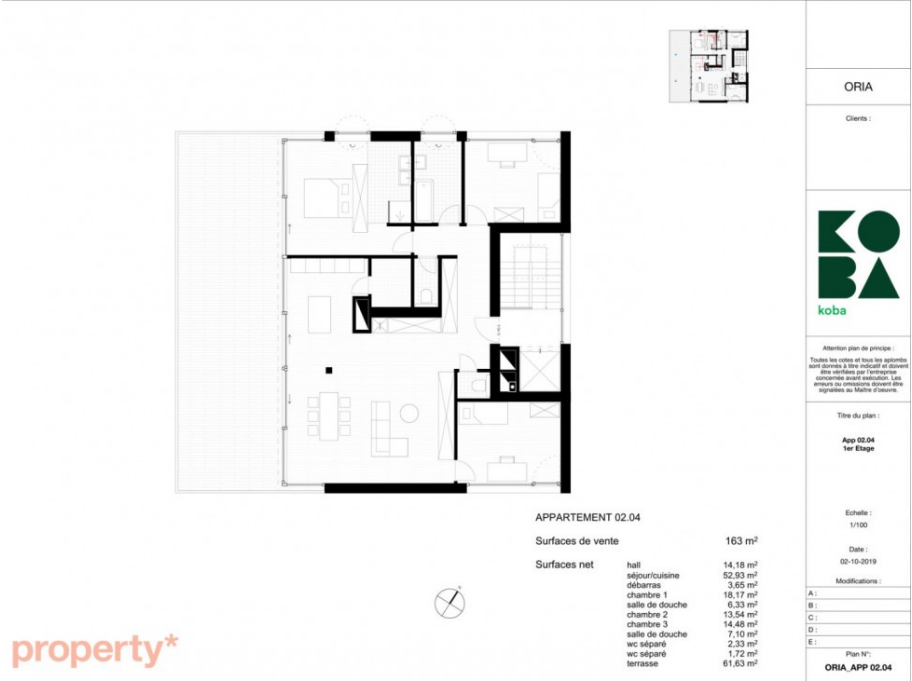 ORIA
Clients :
KO
BA
koba
Attention plan de principe :
Toutes les cotes et tous les aplombs
sont donnés à titre indicatif et doivent
être vérifiées par l'entreprise
concernée avant exécution. Les
erreurs ou omissions doivent être
signalées au Maître d'oeuvre.
Titre du plan :
App 02.04
1er Etage
Echelle :
1/100
Date :
02-10-2019
Modifications :
A :
B :
C :
D :
E :
Plan N°:
ORIA_APP 02.04
APPARTEMENT 02.04
Surfaces de vente 163 m²
Surfaces net hall 14,18 m²
séjour/cuisine 52,93 m²
débarras 3,65 m²
chambre 1 18,17 m²
salle de douche 6,33 m²
chambre 2 13,54 m²
chambre 3 14,48 m²
salle de douche 7,10 m²
wc séparé 2,33 m²
wc séparé 1,72 m²
terrasse 61,63 m²
property*